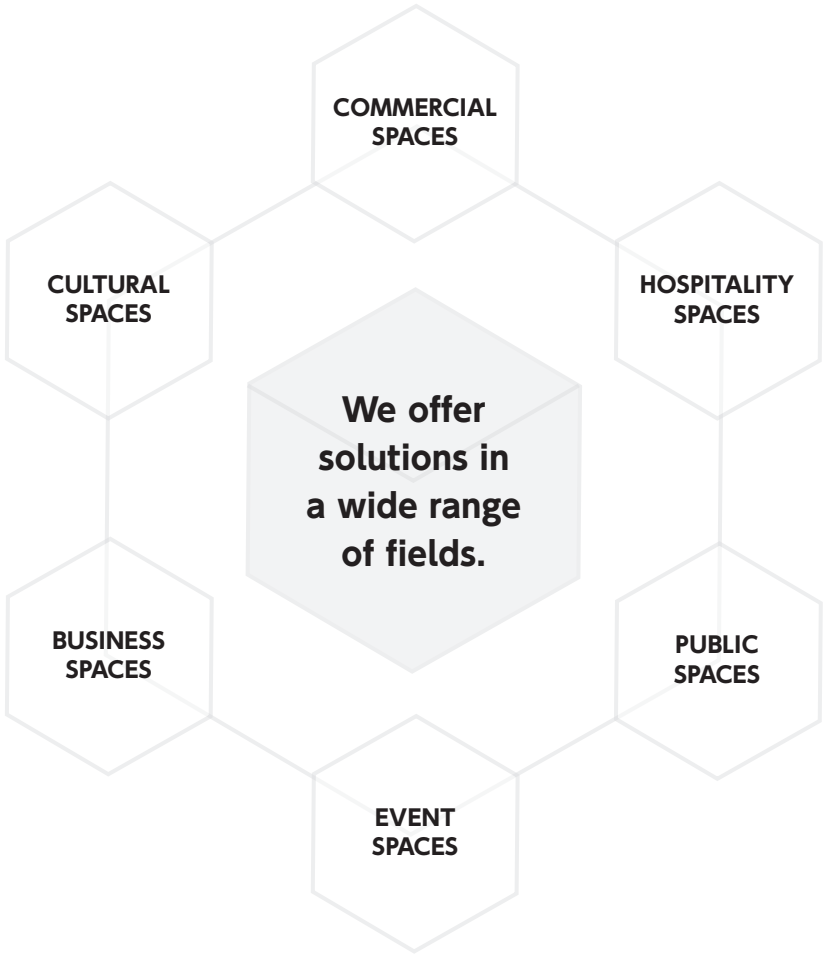 COMMERCIAL
SPACES
CULTURAL
SPACES
HOSPITALITY
SPACES
We offer
solutions in
a wide range
of fields.
BUSINESS
SPACES
PUBLIC
SPACES
EVENT
SPACES